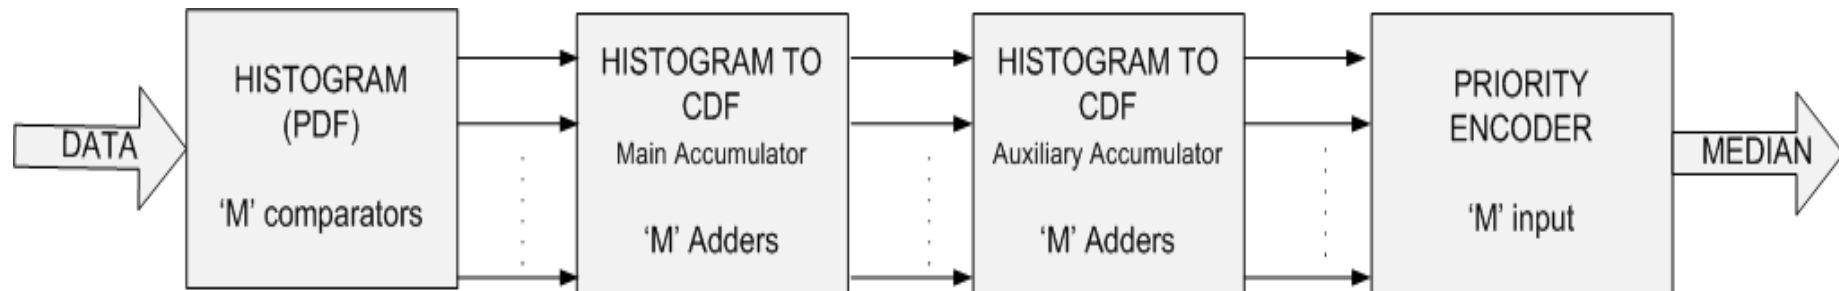 DATA
HISTOGRAM
(PDF)
‘M’ comparators
HISTOGRAM TO
CDF
Main Accumulator
‘M’ Adders
HISTOGRAM TO
CDF
Auxiliary Accumulator
‘M’ Adders
PRIORITY
ENCODER
‘M’ input
MEDIAN